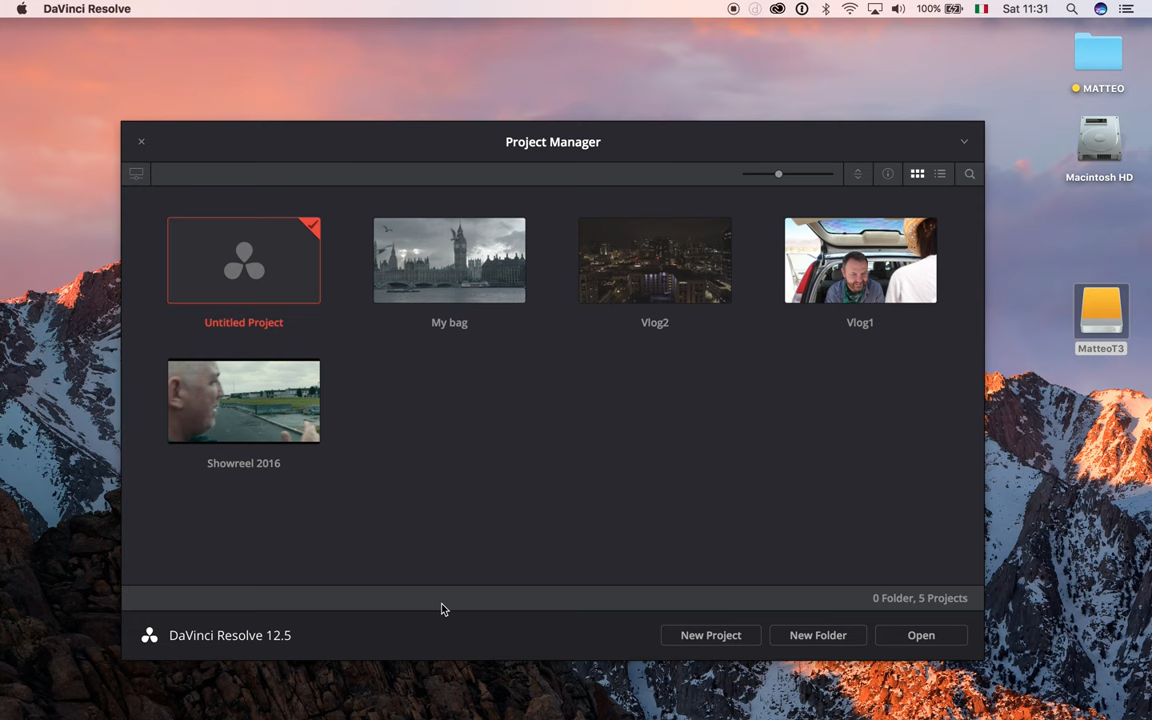 DaVinci Resolve
100%
Sat 11:31
MATTEO
Macintosh HD
MatteoT3
Project Manager
Untitled Project
My bag
Vlog2
Vlog1
Showreel 2016
0 Folder, 5 Projects
DaVinci Resolve 12.5
New Project
New Folder
Open